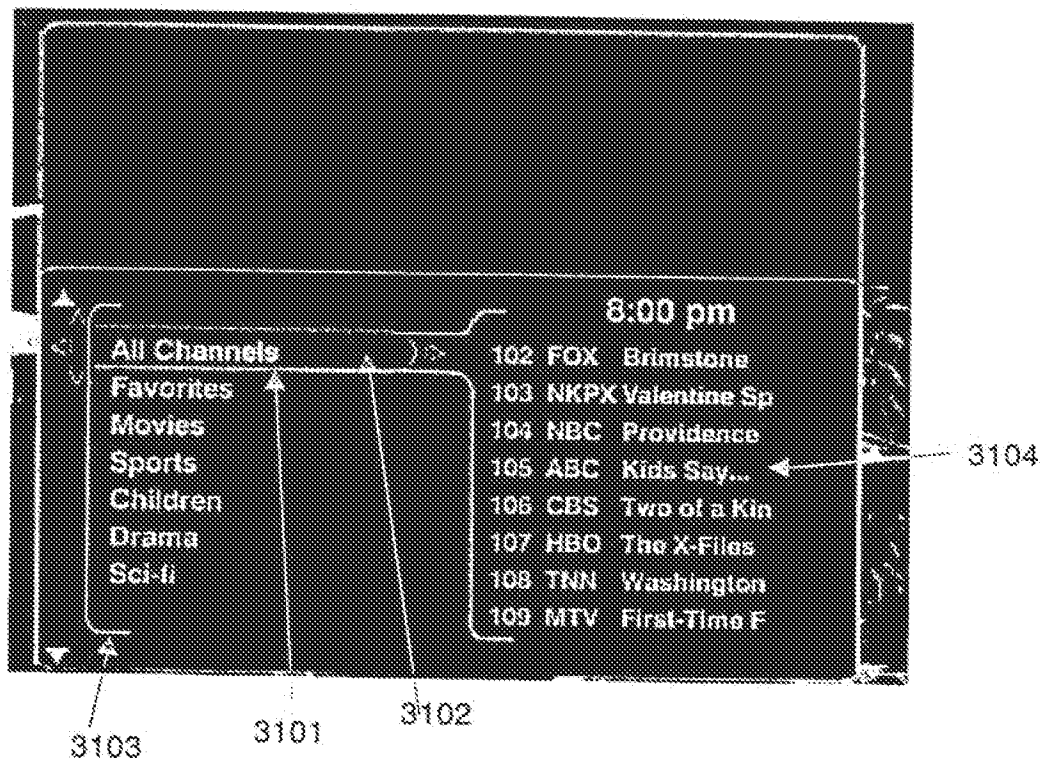 8:00 pm
All Channels
Favorites
Movies
Sports
Children
Drama
Sci-fi
102 FOX Brimstone
103 NKPX Valentine Sp
104 NBC Providence
105 ABC Kids Say...
106 CBS Two of a Kin
107 HBO The X-Files
108 TNN Washington
109 MTV First-Time F
3104
3103
3101
3102